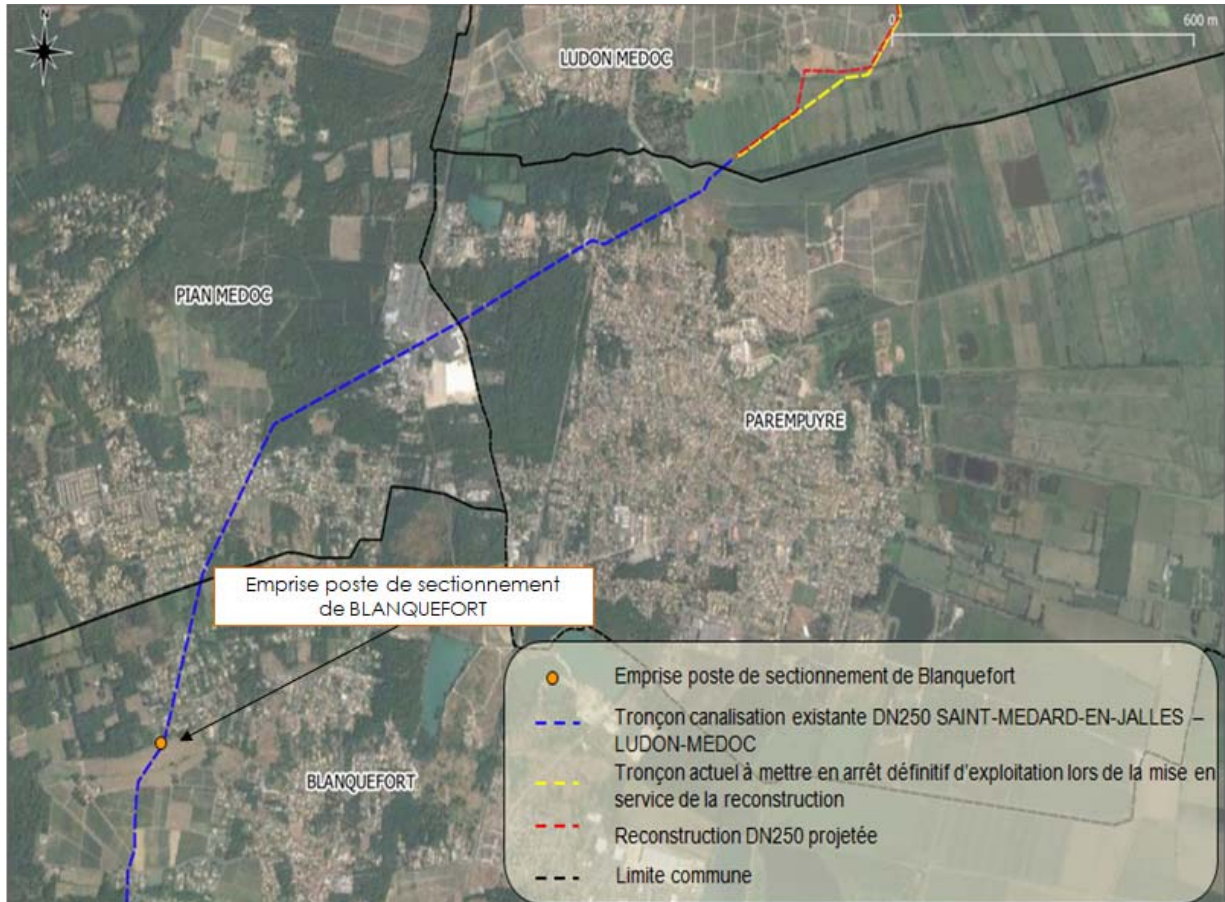 N
0
600 m
LUDON MEDOC
PIAN MEDOC
PAREMPUYRE
Emprise poste de sectionnement
de BLANQUEFORT
BLANQUEFORT
Emprise poste de sectionnement de Blanquefort
Tronçon canalisation existante DN250 SAINT-MEDARD-EN-JALLES –
LUDON-MEDOC
Tronçon actuel à mettre en arrêt définitif d'exploitation lors de la mise en
service de la reconstruction
Reconstruction DN250 projetée
Limite commune